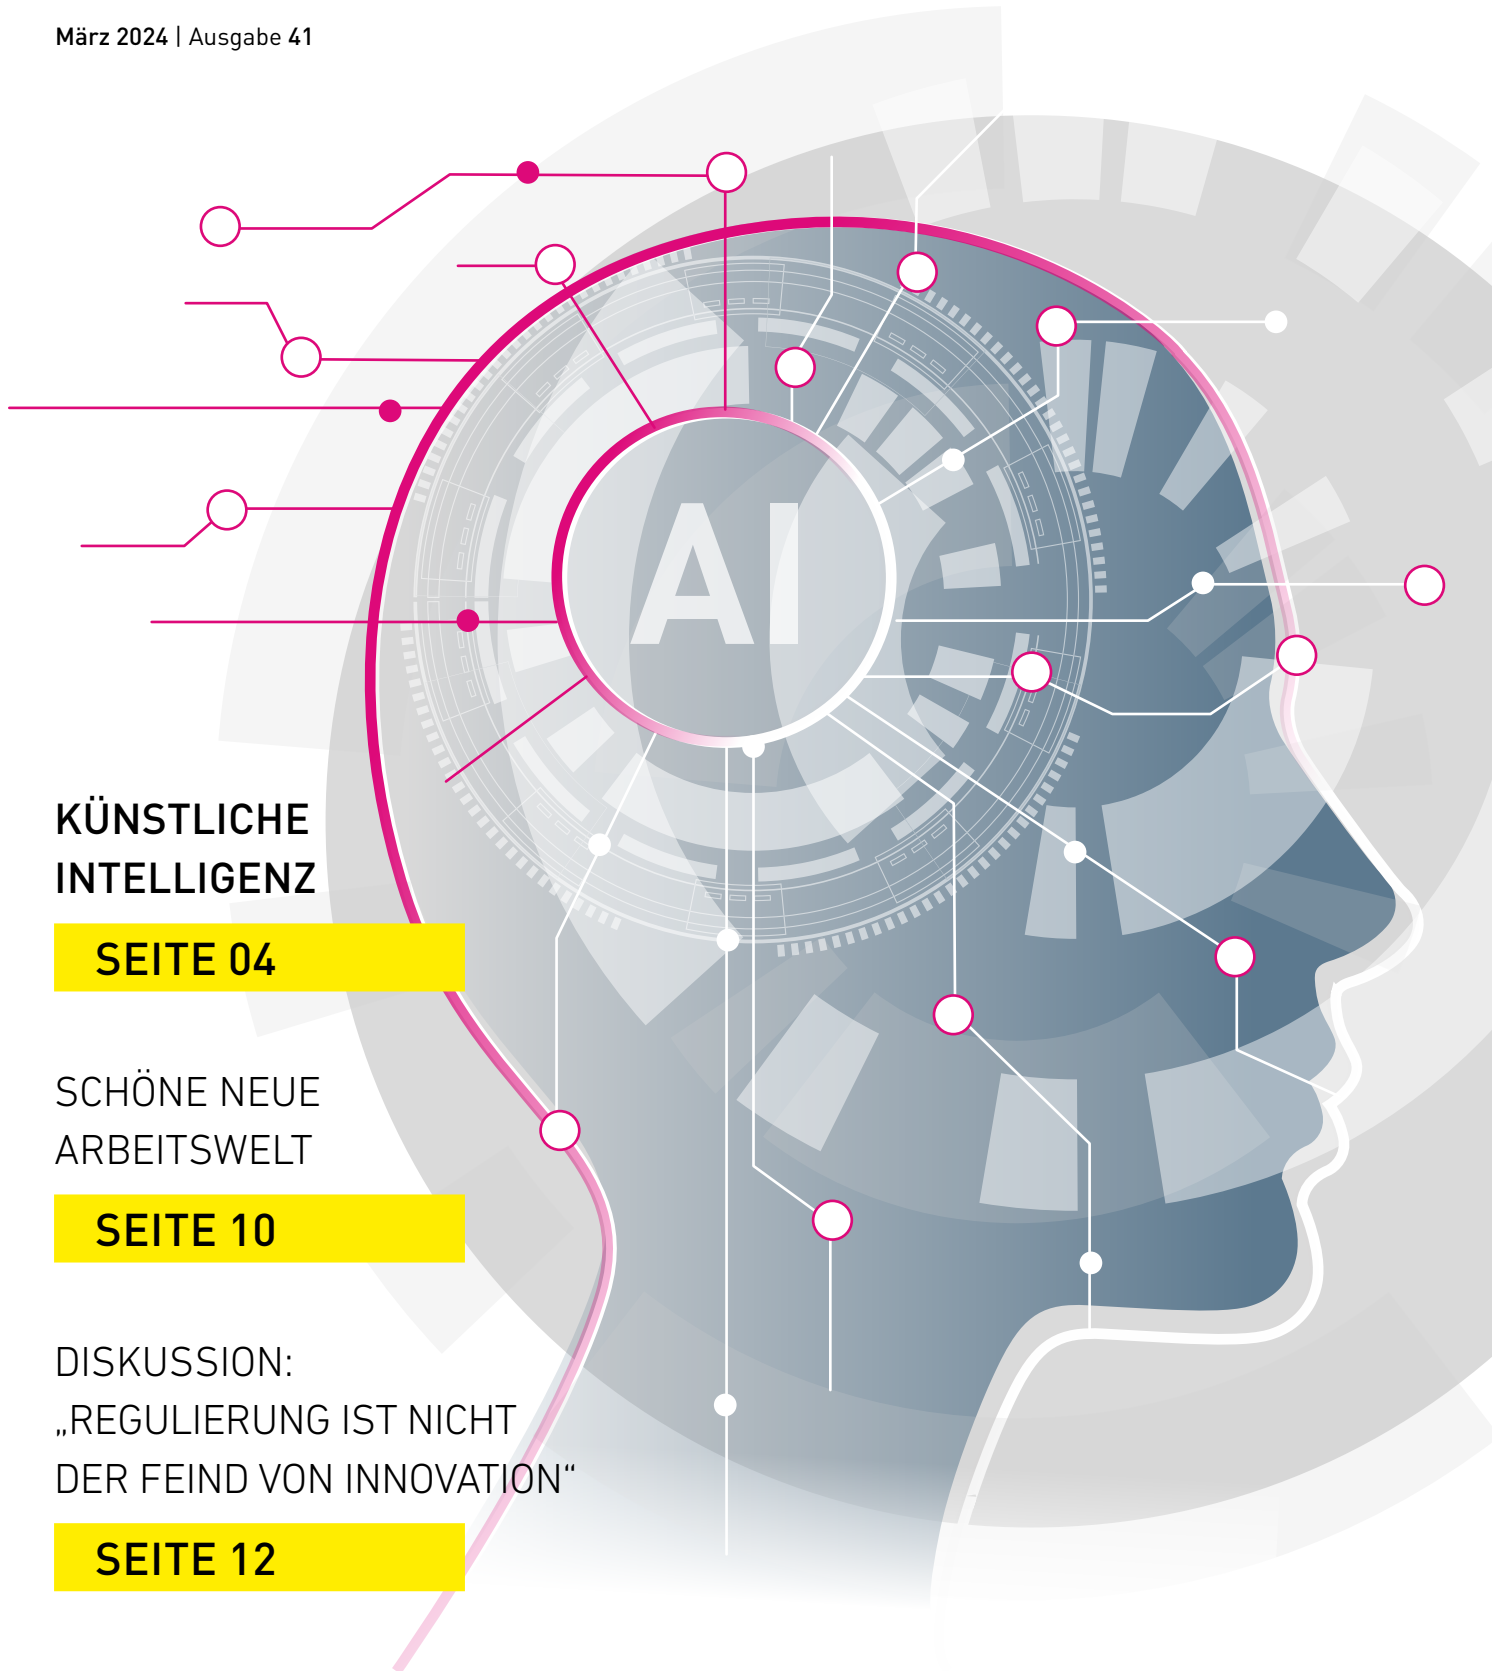 März 2024 | Ausgabe 41
AI
KÜNSTLICHE
INTELLIGENZ
SEITE 04
SCHÖNE NEUE
ARBEITSWELT
SEITE 10
DISKUSSION:
„REGULIERUNG IST NICHT
DER FEIND VON INNOVATION“
SEITE 12